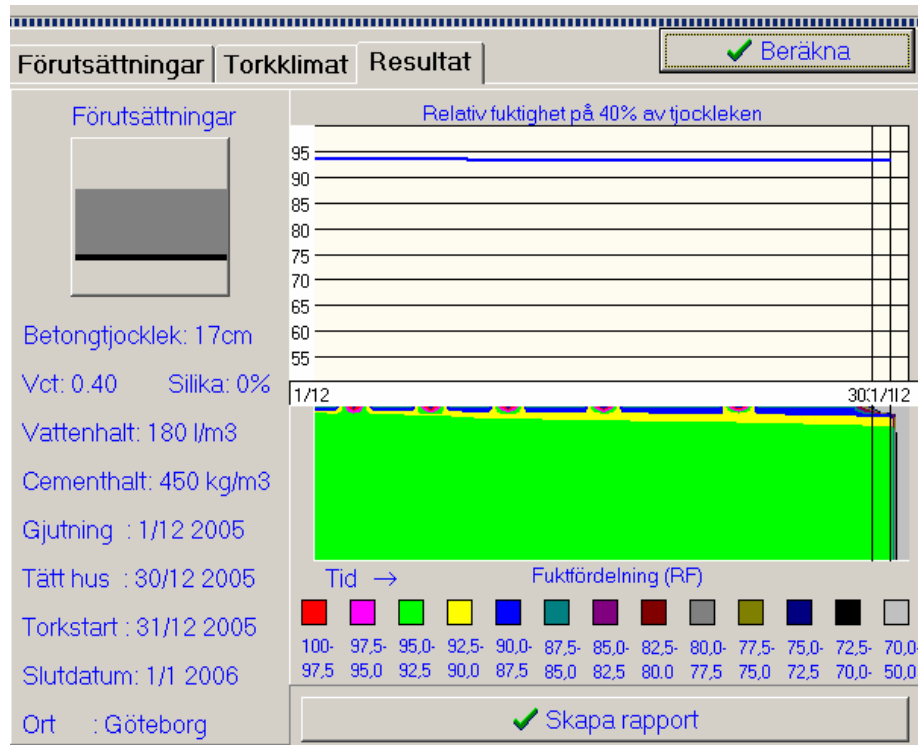 Förutsättningar Torkklimat Resultat Beräkna
Förutsättningar
Betongtjocklek: 17cm
Vct: 0.40 Silika: 0%
Vattenhalt: 180 l/m3
Cementhalt: 450 kg/m3
Gjutning : 1/12 2005
Tätt hus : 30/12 2005
Torkstart : 31/12 2005
Slutdatum: 1/1 2006
Ort : Göteborg
Relativ fuktighet på 40% av tjockleken
95
90
85
80
75
70
65
60
55
1/12
Tid → Fuktfördelning (RF)
100- 97,5- 95,0- 92,5- 90,0- 87,5- 85,0- 82,5- 80,0- 77,5- 75,0- 72,5- 70,0-
97,5 95,0 92,5 90,0 87,5 85,0 82,5 80.0 77,5 75,0 72,5 70,0- 50,0
Skapa rapport